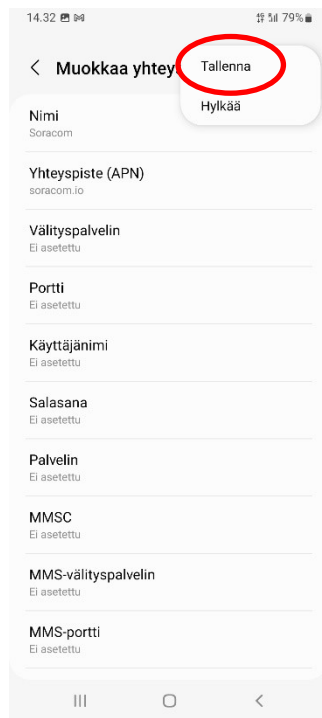 14.32 79%
Muokkaa yhtey
Tallenna
Hylkää
Nimi
Soracom
Yhteyspiste (APN)
soracom.io
Välityspalvelin
Ei asetettu
Portti
Ei asetettu
Käyttäjänimi
Ei asetettu
Salasana
Ei asetettu
Palvelin
Ei asetettu
MMSC
Ei asetettu
MMS-välityspalvelin
Ei asetettu
MMS-portti
Ei asetettu